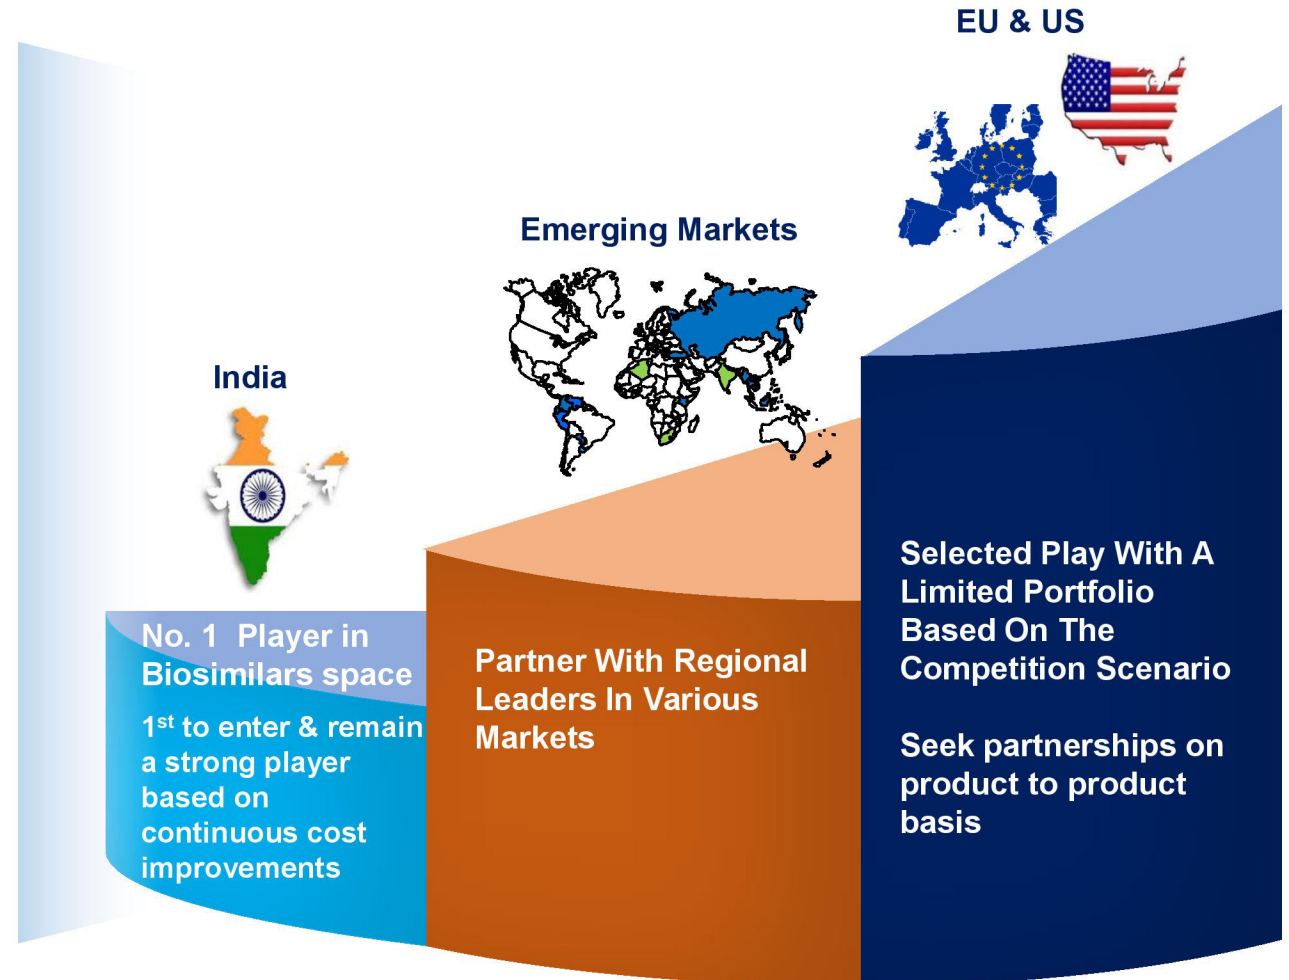 India
No. 1 Player in
Biosimilars space
1st to enter & remain
a strong player
based on
continuous cost
improvements
Emerging Markets
Partner With Regional
Leaders In Various
Markets
EU & US
Selected Play With A
Limited Portfolio
Based On The
Competition Scenario
Seek partnerships on
product to product
basis